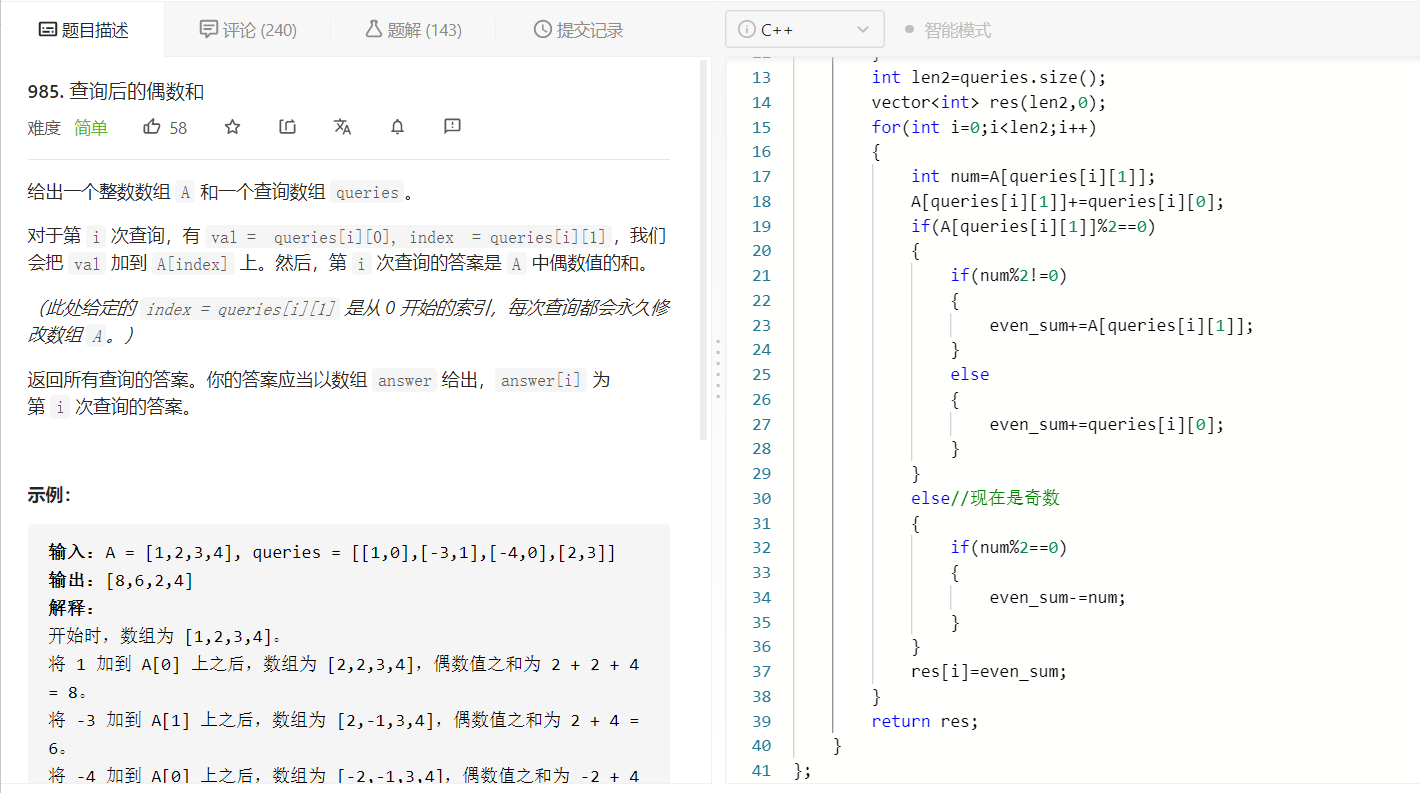 题目描述
评论 (240)
题解 (143)
提交记录
C++
智能模式
985. 查询后的偶数和
难度 简单 58
给出一个整数数组 A 和一个查询数组 queries。
对于第 i 次查询，有 val = queries[i][0], index = queries[i][1]，我们
会把 val 加到 A[index] 上。然后，第 i 次查询的答案是 A 中偶数值的和。
（此处给定的 index = queries[i][1] 是从 0 开始的索引，每次查询都会永久修
改数组 A。）
返回所有查询的答案。你的答案应当以数组 answer 给出，answer[i] 为
第 i 次查询的答案。
示例：
输入：A = [1,2,3,4], queries = [[1,0],[-3,1],[-4,0],[2,3]]
输出：[8,6,2,4]
解释：
开始时，数组为 [1,2,3,4]。
将 1 加到 A[0] 上之后，数组为 [2,2,3,4]，偶数值之和为 2 + 2 + 4
= 8。
将 -3 加到 A[1] 上之后，数组为 [2,-1,3,4]，偶数值之和为 2 + 4 =
6。
将 -4 加到 A[0] 上之后，数组为 [-2,-1,3,4]，偶数值之和为 -2 + 4
13 int len2=queries.size();
14 vector<int> res(len2,0);
15 for(int i=0;i<len2;i++)
16 {
17 int num=A[queries[i][1]];
18 A[queries[i][1]]+=queries[i][0];
19 if(A[queries[i][1]]%2==0)
20 {
21 if(num%2!=0)
22 {
23 even_sum+=A[queries[i][1]];
24 }
25 else
26 {
27 even_sum+=queries[i][0];
28 }
29 }
30 else//现在是奇数
31 {
32 if(num%2==0)
33 {
34 even_sum-=num;
35 }
36 }
37 res[i]=even_sum;
38 }
39 return res;
40 }
41 };